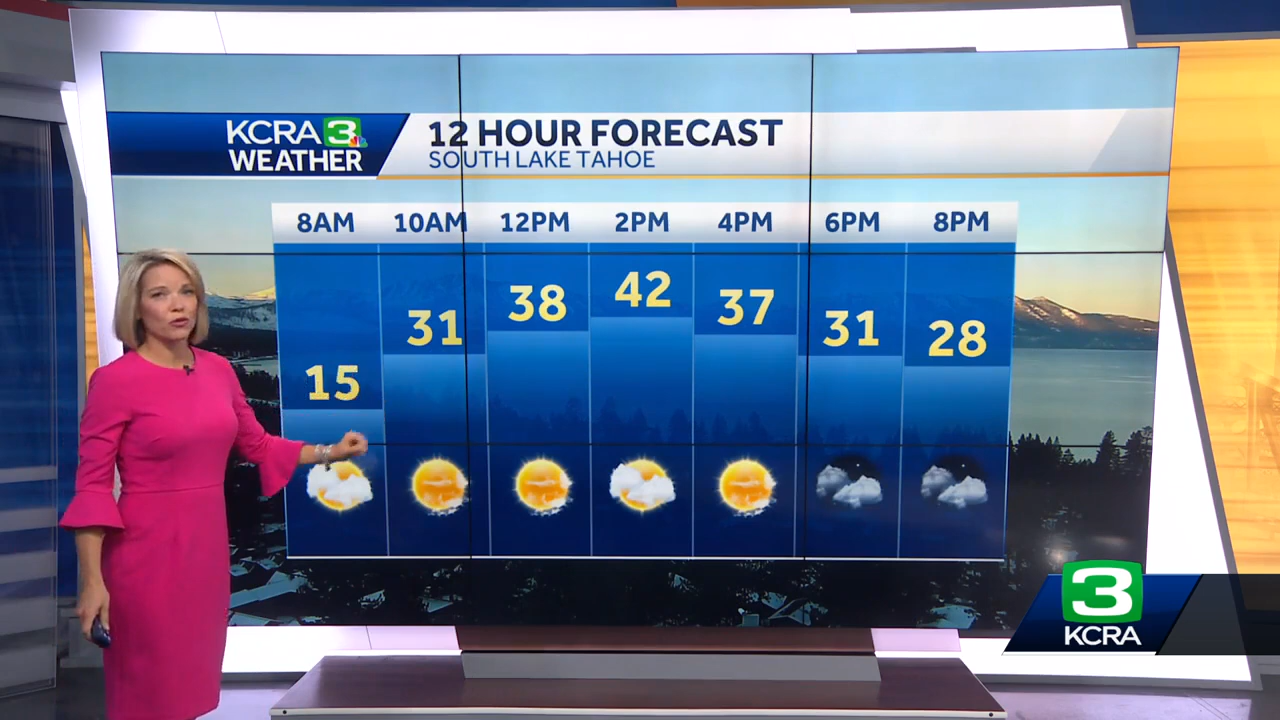 KCRA 3
WEATHER
12 HOUR FORECAST
SOUTH LAKE TAHOE
8AM 10AM 12PM 2PM 4PM 6PM 8PM
15 31 38 42 37 31 28
3
KCRA